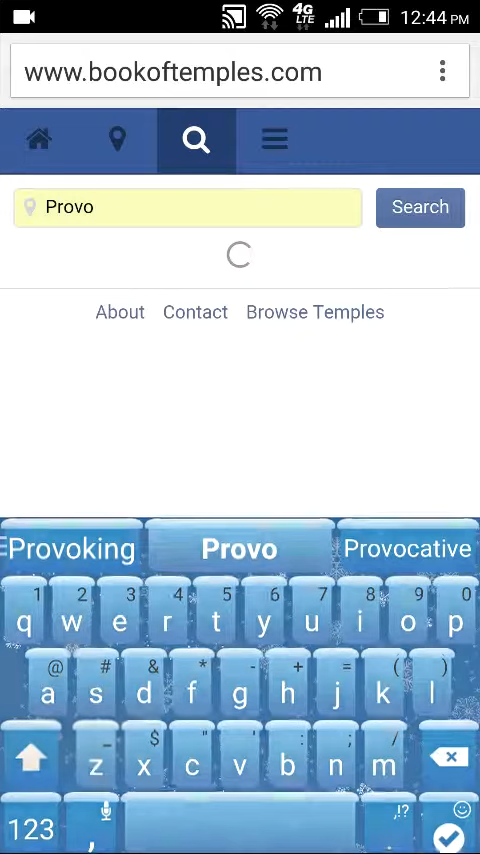 4G LTE 12:44 PM
www.bookoftemples.com
Provo Search
About Contact Browse Temples
Provoking Provo Provocative
1 2 3 4 5 6 7 8 9 0
q w e r t y u i o p
@ # & * - + = ( )
a s d f g h j k l
_ $ " ' : ; /
z x c v b n m
123 , ,!?